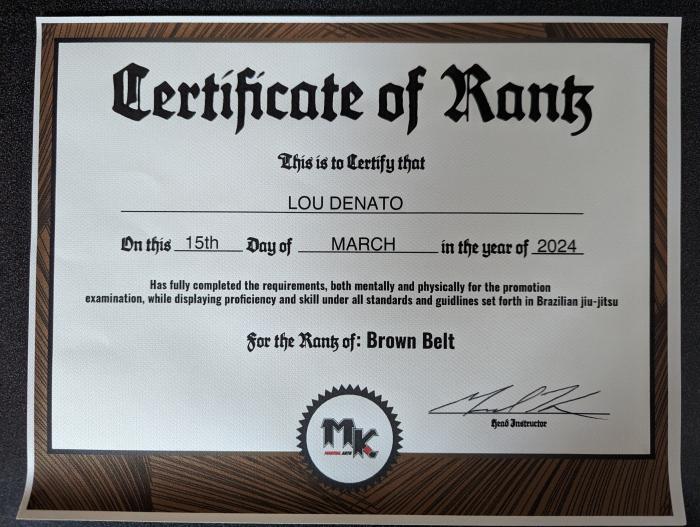 Certificate of Rank
This is to Certify that
LOU DENATO
On this 15th Day of MARCH in the year of 2024
Has fully completed the requirements, both mentally and physically for the promotion
examination, while displaying proficiency and skill under all standards and guidlines set forth in Brazilian jiu-jitsu
For the Rank of: Brown Belt
Head Instructor
MK
MARTIAL ARTS